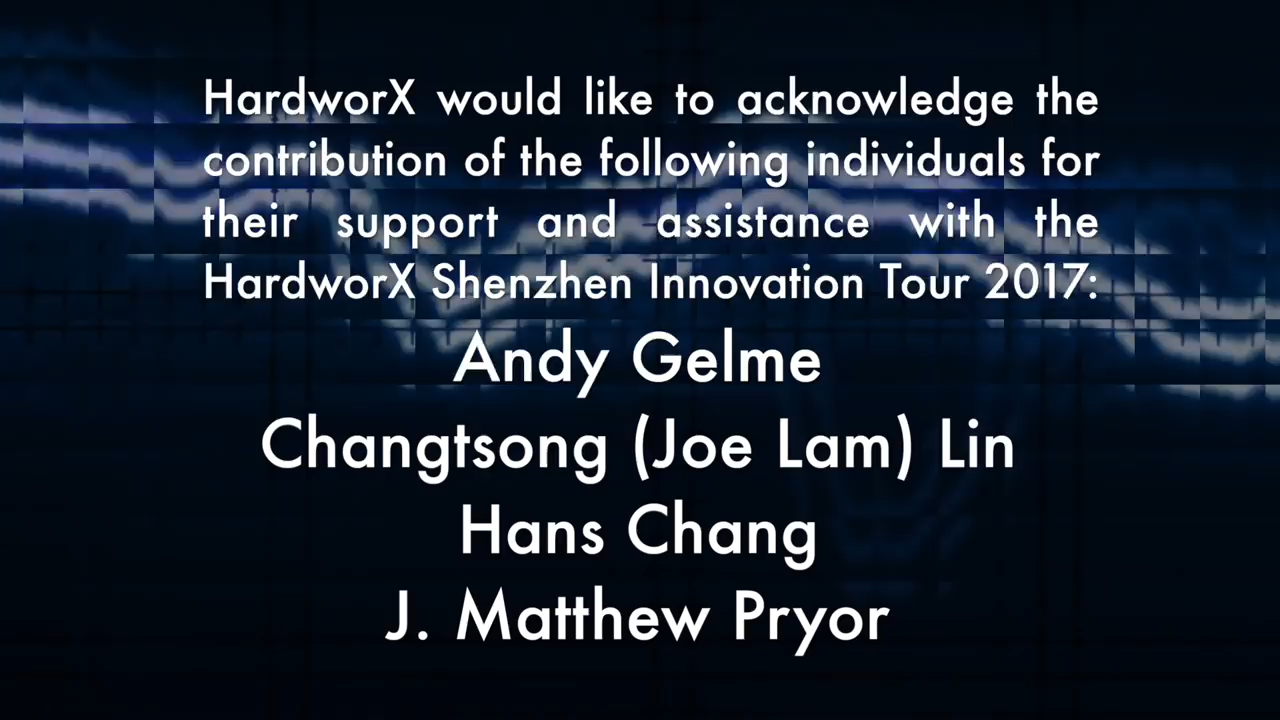 HardworX would like to acknowledge the
contribution of the following individuals for
their support and assistance with the
HardworX Shenzhen Innovation Tour 2017:
Andy Gelme
Changtsong (Joe Lam) Lin
Hans Chang
J. Matthew Pryor